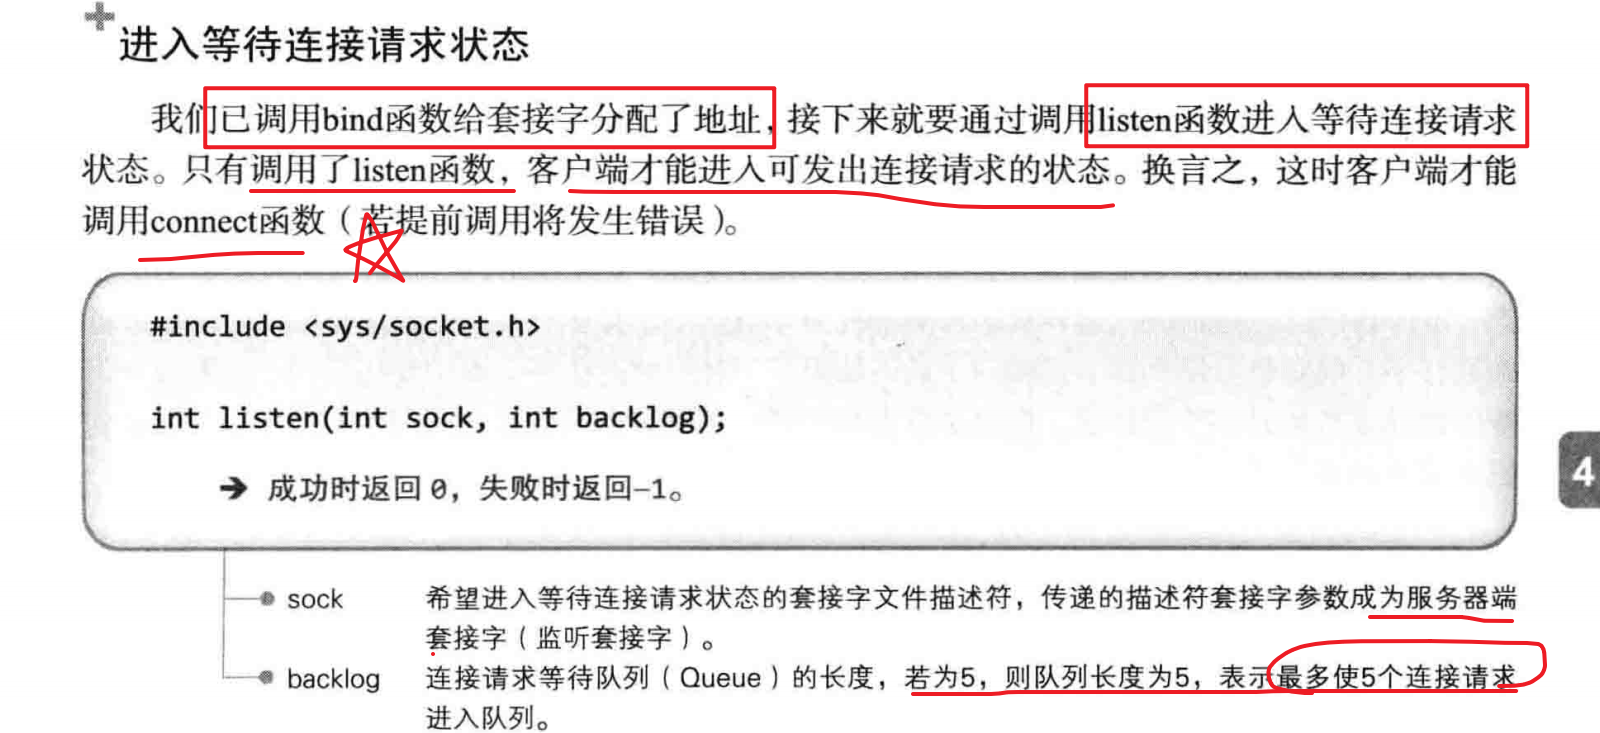 进入等待连接请求状态
我们已调用bind函数给套接字分配了地址，接下来就要通过调用listen函数进入等待连接请求
状态。只有调用了listen函数，客户端才能进入可发出连接请求的状态。换言之，这时客户端才能
调用connect函数（若提前调用将发生错误）。
#include <sys/socket.h>
int listen(int sock, int backlog);
➔ 成功时返回 0，失败时返回–1。
4
sock 希望进入等待连接请求状态的套接字文件描述符，传递的描述符套接字参数成为服务器端
套接字（监听套接字）。
backlog 连接请求等待队列（Queue）的长度，若为5，则队列长度为5，表示最多使5个连接请求
进入队列。